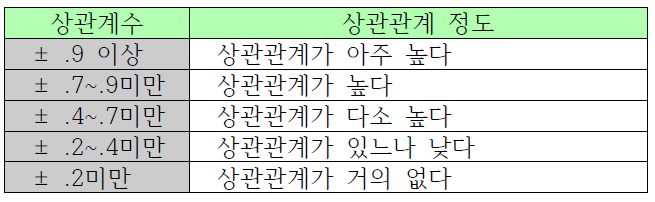 상관계수 상관관계 정도
± .9 이상 상관관계가 아주 높다
± .7~.9미만 상관관계가 높다
± .4~.7미만 상관관계가 다소 높다
± .2~.4미만 상관관계가 있느나 낮다
± .2미만 상관관계가 거의 없다